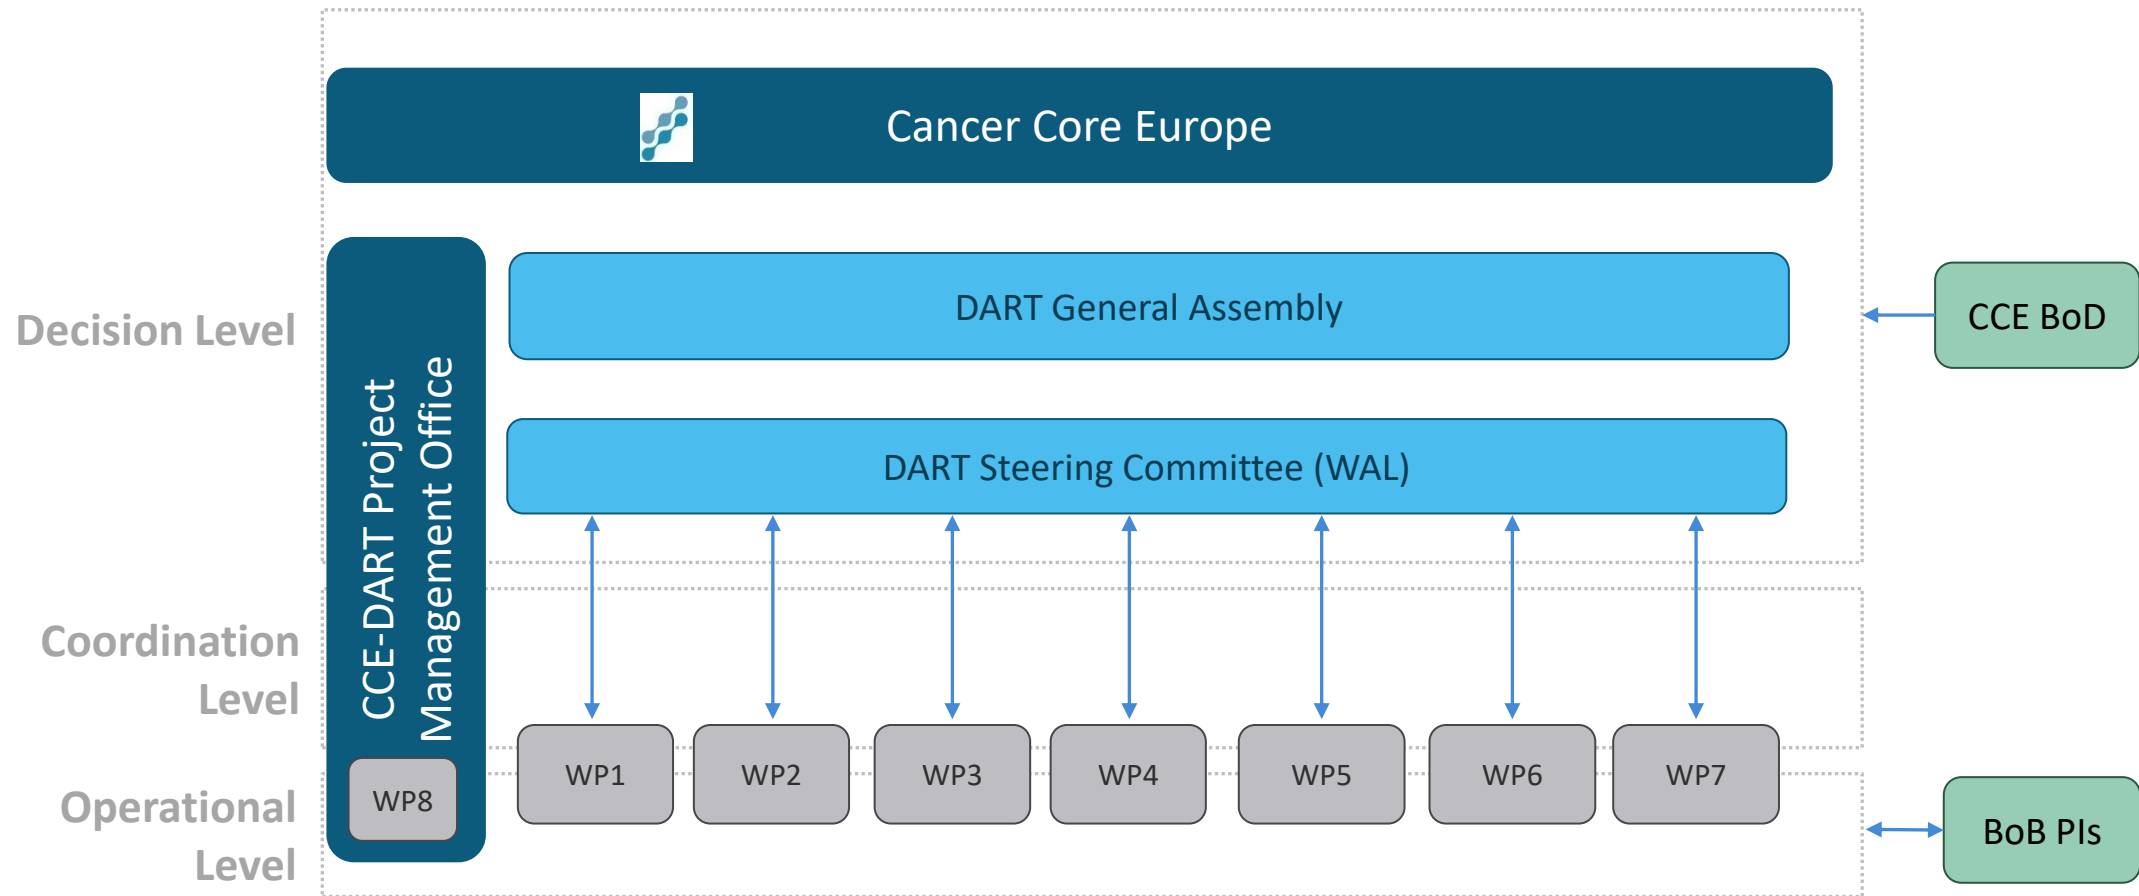 Cancer Core Europe
Decision Level
DART General Assembly
CCE BoD
DART Steering Committee (WAL)
CCE-DART Project
Management Office
Coordination
Level
WP1
WP2
WP3
WP4
WP5
WP6
WP7
WP8
Operational
Level
BoB PIs